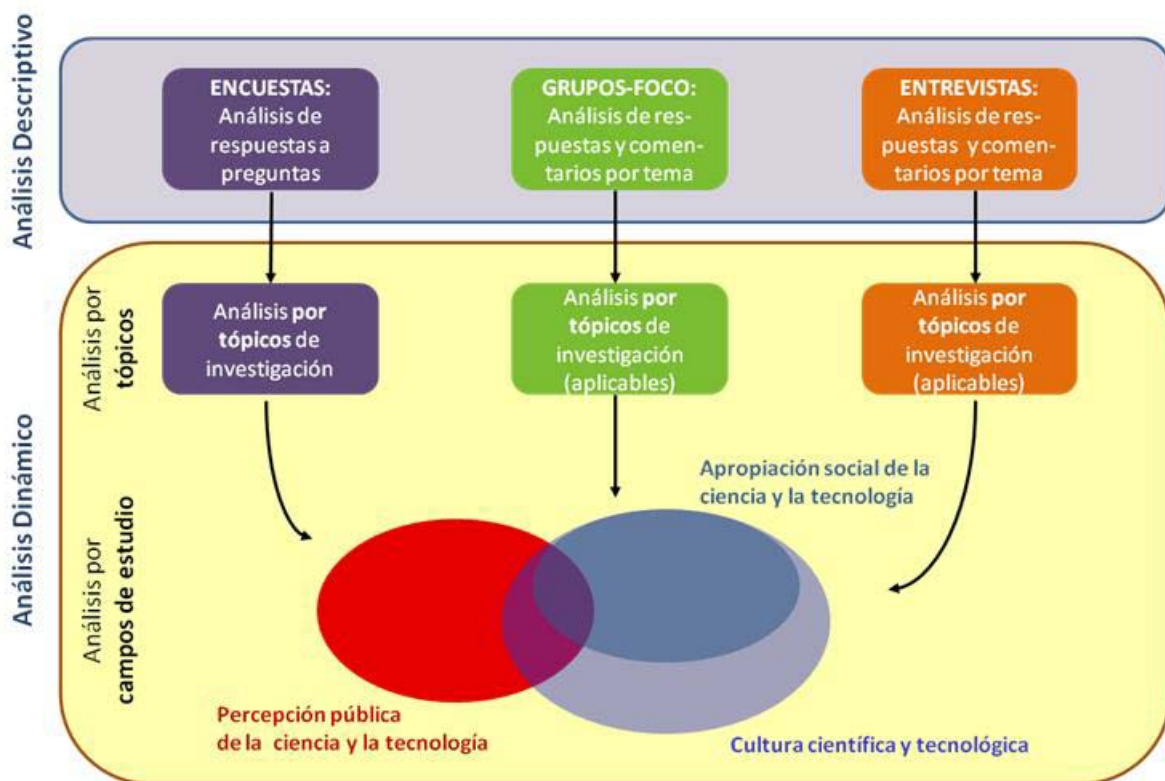 Análisis Descriptivo
ENCUESTAS:
Análisis de
respuestas a
preguntas
GRUPOS-FOCO:
Análisis de res-
puestas y comen-
tarios por tema
ENTREVISTAS:
Análisis de res-
puestas y comen-
tarios por tema
Análisis Dinámico
Análisis por
tópicos
Análisis por
tópicos de
investigación
Análisis por
tópicos de
investigación
(aplicables)
Análisis por
tópicos de
investigación
(aplicables)
Análisis por
campos de estudio
Apropiación social de la
ciencia y la tecnología
Percepción pública
de la ciencia y la tecnología
Cultura científica y tecnológica